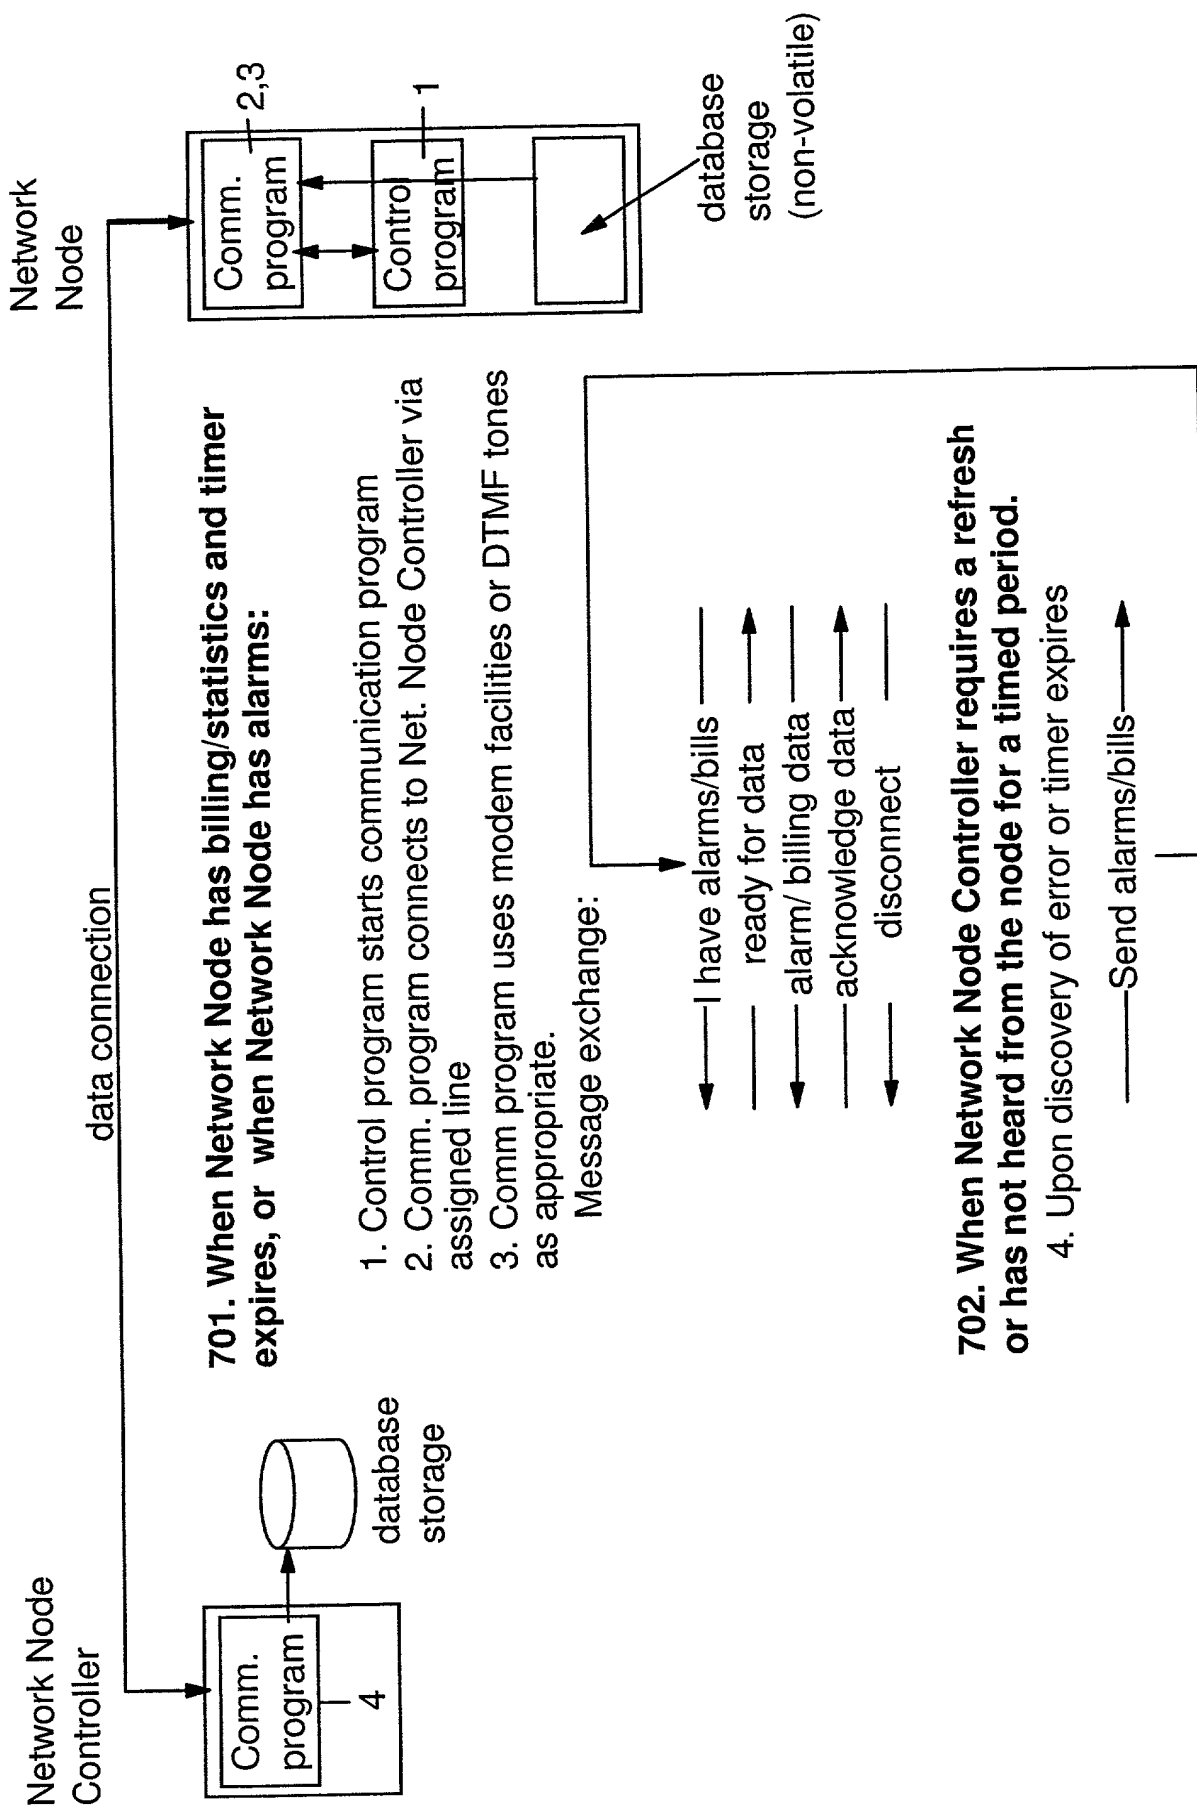 Network Node
Controller
Comm.
program
4
database
storage
data connection
Network
Node
Comm.
program
2,3
Control
program
1
database
storage
(non-volatile)
701. When Network Node has billing/statistics and timer
expires, or when Network Node has alarms:
1. Control program starts communication program
2. Comm. program connects to Net. Node Controller via
assigned line
3. Comm program uses modem facilities or DTMF tones
as appropriate.
Message exchange:
I have alarms/bills
ready for data
alarm/ billing data
acknowledge data
disconnect
702. When Network Node Controller requires a refresh
or has not heard from the node for a timed period.
4. Upon discovery of error or timer expires
Send alarms/bills